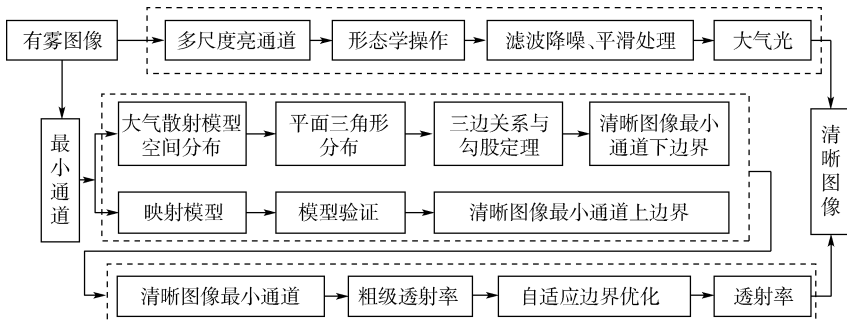 有雾图像
多尺度亮通道
形态学操作
滤波降噪、平滑处理
大气光
最小通道
大气散射模型
空间分布
平面三角形
分布
三边关系与
勾股定理
清晰图像最小
通道下边界
映射模型
模型验证
清晰图像最小通道上边界
清晰图像
清晰图像最小通道
粗级透射率
自适应边界优化
透射率